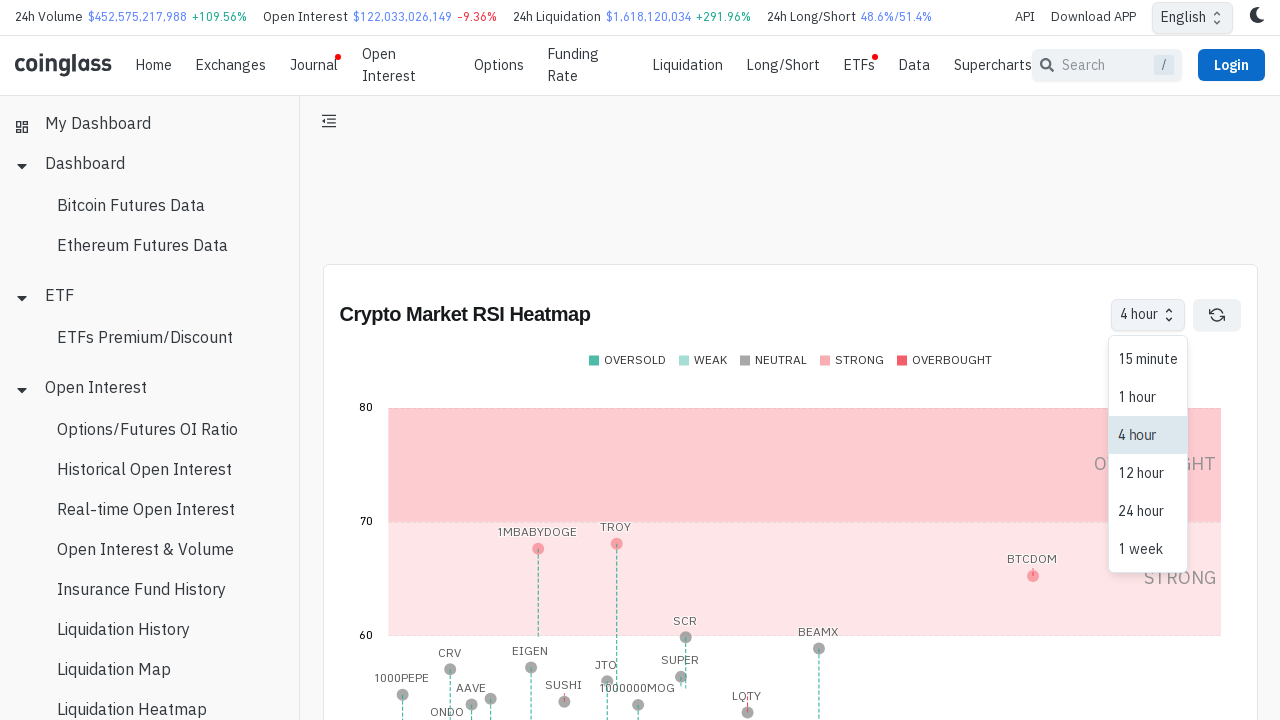 24h Volume $452,575,217,988 +109.56% Open Interest $122,033,026,149 -9.36% 24h Liquidation $1,618,120,034 +291.96% 24h Long/Short 48.6%/51.4% API Download APP English
coinglass Home Exchanges Journal Open Interest Options Funding Rate Liquidation Long/Short ETFs Data Supercharts Search / Login
My Dashboard
Dashboard
Bitcoin Futures Data
Ethereum Futures Data
ETF
ETFs Premium/Discount
Open Interest
Options/Futures OI Ratio
Historical Open Interest
Real-time Open Interest
Open Interest & Volume
Insurance Fund History
Liquidation History
Liquidation Map
Liquidation Heatmap
Crypto Market RSI Heatmap
4 hour
15 minute
1 hour
4 hour
12 hour
24 hour
1 week
OVERSOLD WEAK NEUTRAL STRONG OVERBOUGHT
80
70
60
STRONG
1MBABYDOGE
TROY
BTCDOM
SCR
BEAMX
CRV
EIGEN
SUPER
JTO
1000PEPE
AAVE
SUSHI
1000000MOG
LQTY
ONDO